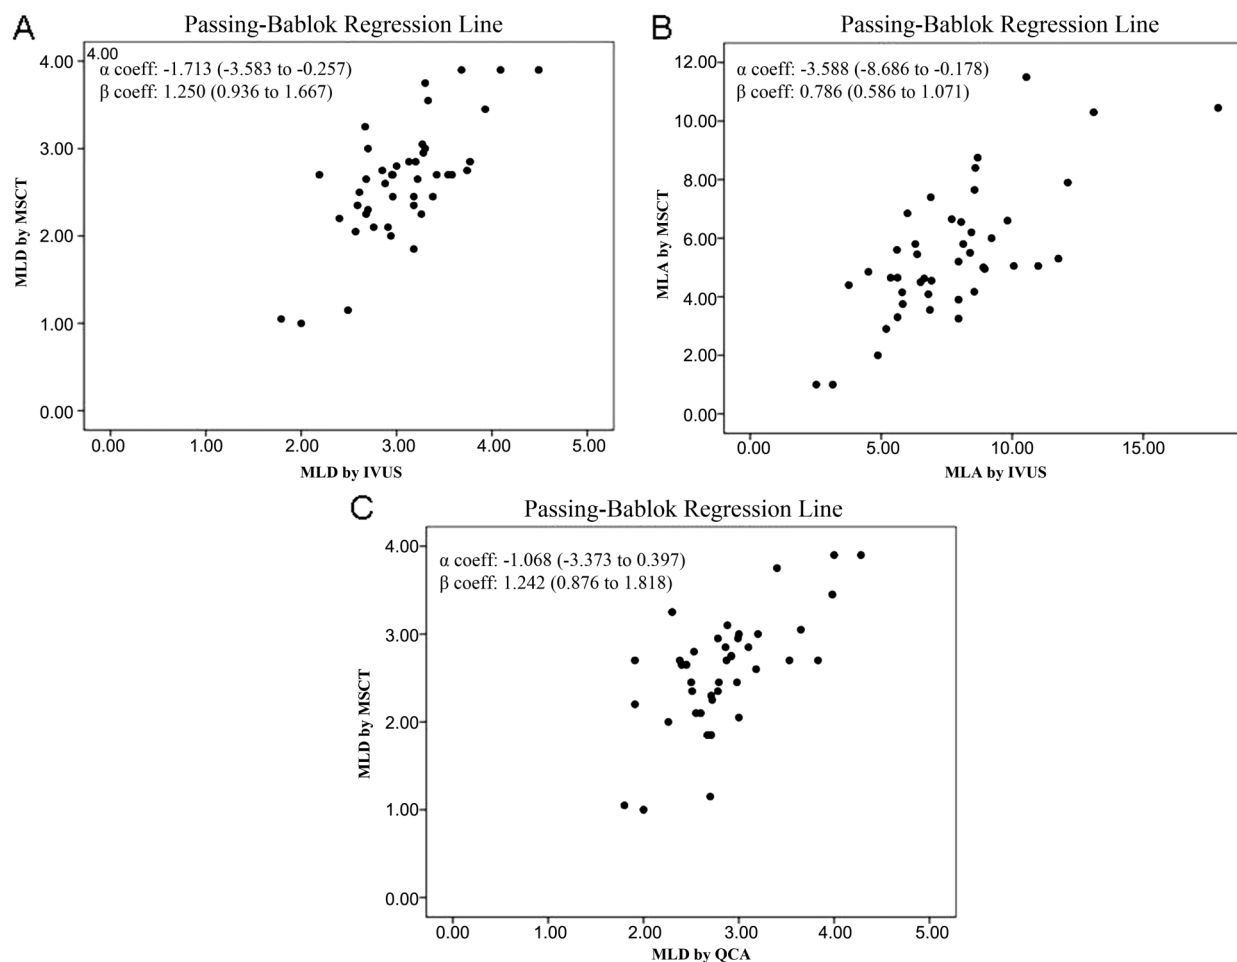 A
Passing-Bablok Regression Line
4.00
4.00
α coeff: -1.713 (-3.583 to -0.257)
β coeff: 1.250 (0.936 to 1.667)
3.00
2.00
1.00
0.00
MLD by MSCT
0.00 1.00 2.00 3.00 4.00 5.00
MLD by IVUS
B
Passing-Bablok Regression Line
12.00
α coeff: -3.588 (-8.686 to -0.178)
β coeff: 0.786 (0.586 to 1.071)
10.00
8.00
6.00
4.00
2.00
0.00
MLA by MSCT
0.00 5.00 10.00 15.00
MLA by IVUS
C
Passing-Bablok Regression Line
4.00
α coeff: -1.068 (-3.373 to 0.397)
β coeff: 1.242 (0.876 to 1.818)
3.00
2.00
1.00
0.00
MLD by MSCT
0.00 1.00 2.00 3.00 4.00 5.00
MLD by QCA